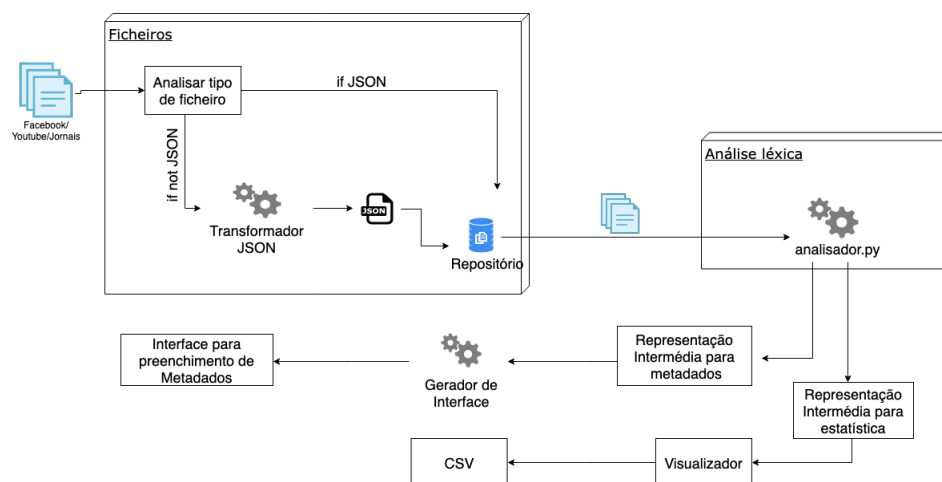 Ficheiros
Facebook/
Youtube/Jornais
Analisar tipo
de ficheiro
if JSON
if not JSON
Transformador
JSON
JSON
Repositório
Análise léxica
analisador.py
Interface para
preenchimento de
Metadados
Gerador de
Interface
Representação
Intermédia para
metadados
Representação
Intermédia para
estatística
CSV
Visualizador